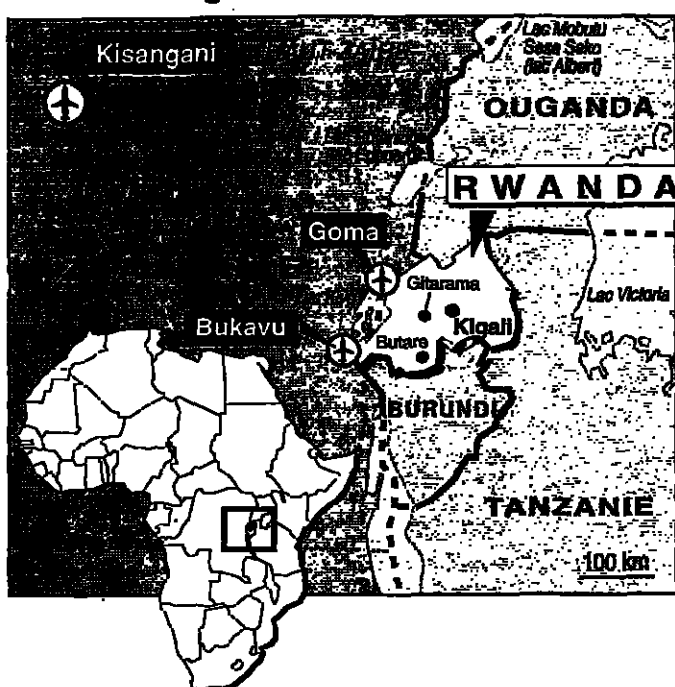 Kisangani
Lac Mobutu
Sese Seko
(lac Albert)
OUGANDA
RWANDA
Goma
Gitarama
Lac Victoria
Bukavu
Kigali
Butare
BURUNDI
TANZANIE
100 km